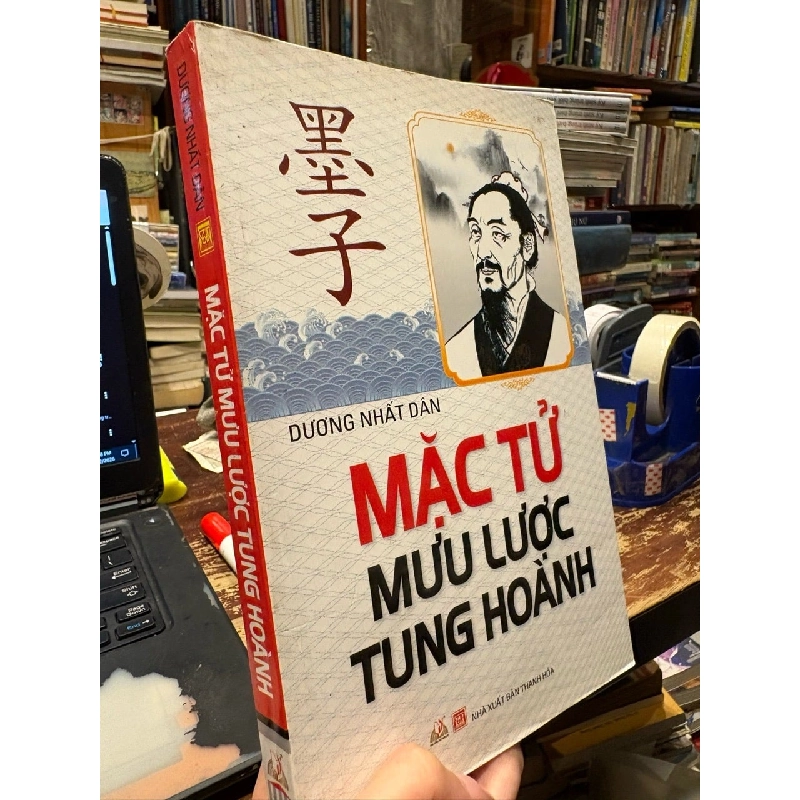 墨子
DƯƠNG NHẤT DÂN
MẶC TỬ
MƯU LƯỢC
TUNG HOÀNH
NHÀ XUẤT BẢN THANH HÓA
DƯƠNG NHẤT DÂN
MẶC TỬ MƯU LƯỢC TUNG HOÀNH